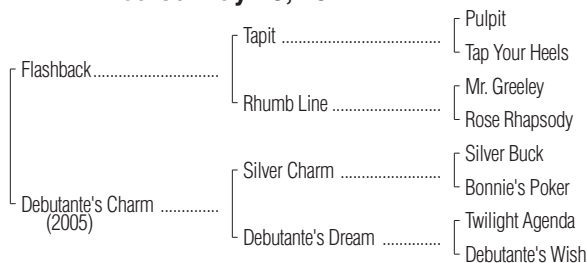 Pulpit
Tapit ........................................
Tap Your Heels
Flashback................................
Mr. Greeley
Rhumb Line ...........................
Rose Rhapsody
Silver Buck
Silver Charm .........................
Bonnie's Poker
Debutante's Charm ...............
(2005)
Twilight Agenda
Debutante's Dream ...............
Debutante's Wish